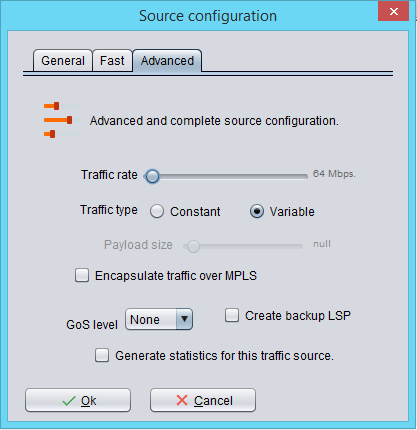 Source configuration
General Fast Advanced
Advanced and complete source configuration.
Traffic rate 64 Mbps.
Traffic type Constant Variable
Payload size null
Encapsulate traffic over MPLS
GoS level None Create backup LSP
Generate statistics for this traffic source.
Ok Cancel